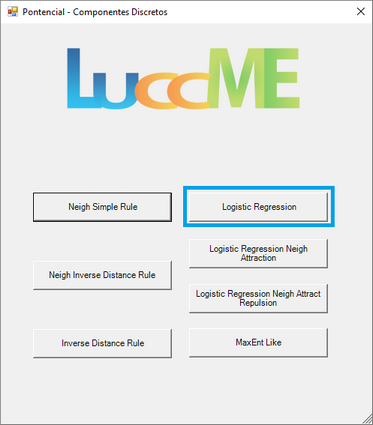 Pontencial - Componentes Discretos
LuccME
Neigh Simple Rule
Logistic Regression
Neigh Inverse Distance Rule
Logistic Regression Neigh
Attraction
Logistic Regression Neigh Attract
Repulsion
Inverse Distance Rule
MaxEnt Like